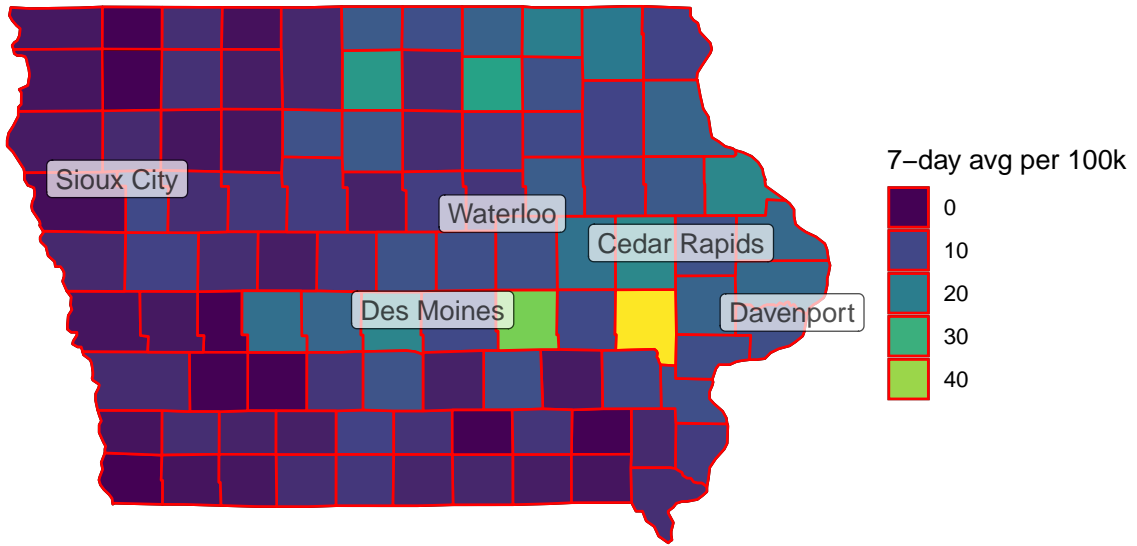 7−day avg per 100k
Sioux City
0
Waterloo
10
Cedar Rapids
20
Des Moines
Davenport
30
40